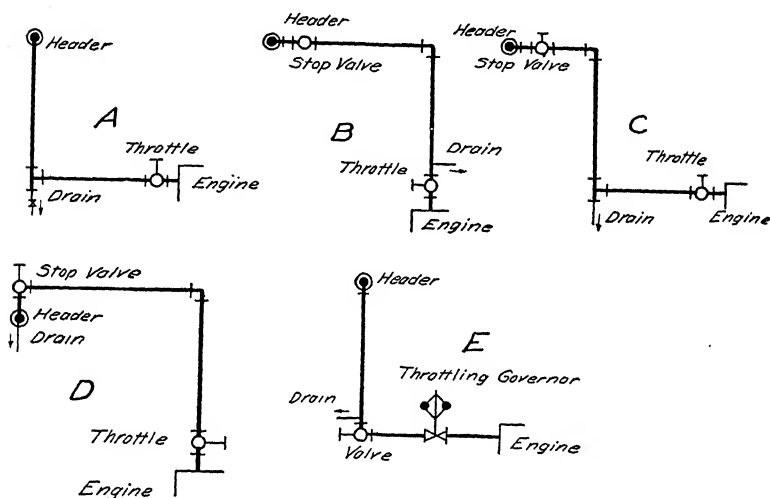 Header
A
Throttle
Drain
Engine
Header
Stop Valve
B
Drain
Throttle
Engine
Header
Stop Valve
C
Throttle
Drain
Engine
Stop Valve
Header
Drain
D
Throttle
Engine
Header
E
Throttling Governor
Drain
Valve
Engine